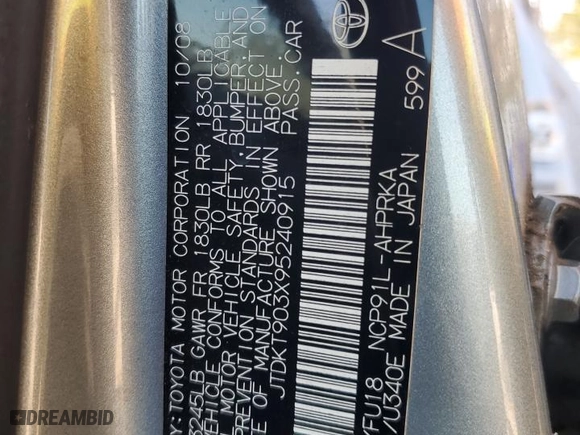 Y: TOYOTA MOTOR CORPORATION 10/08
3245LB GAWR FR 1830LB RR 1830LB
VEHICLE CONFORMS TO ALL APPLICABLE
MOTOR VEHICLE SAFETY, BUMPER, AND
PREVENTION STANDARDS IN EFFECT ON
E OF MANUFACTURE SHOWN ABOVE.
JTDKT903X95240915 PASS.CAR
FU18 NCP91L-AHPRKA
/U340E MADE IN JAPAN
599 A
DREAMBID